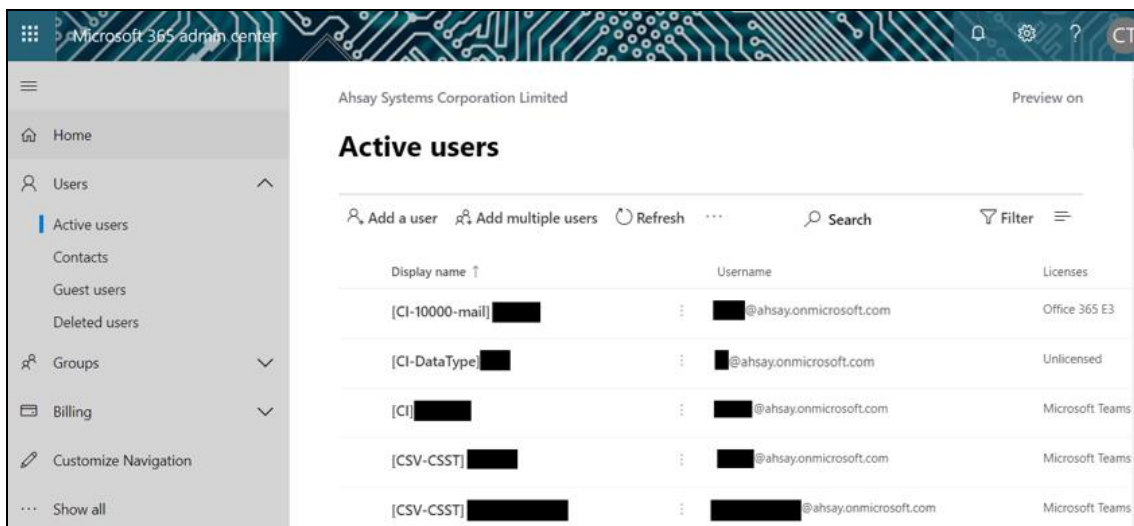 Microsoft 365 admin center
?
CT
Ahsay Systems Corporation Limited
Preview on
Home
Active users
Users
Active users
Contacts
Guest users
Deleted users
Groups
Billing
Customize Navigation
... Show all
Add a user Add multiple users Refresh ... Search Filter
Display name ↑ Username Licenses
[CI-10000-mail] @ahsay.onmicrosoft.com Office 365 E3
[CI-DataType] @ahsay.onmicrosoft.com Unlicensed
[CI] @ahsay.onmicrosoft.com Microsoft Teams
[CSV-CSST] @ahsay.onmicrosoft.com Microsoft Teams
[CSV-CSST] @ahsay.onmicrosoft.com Microsoft Teams